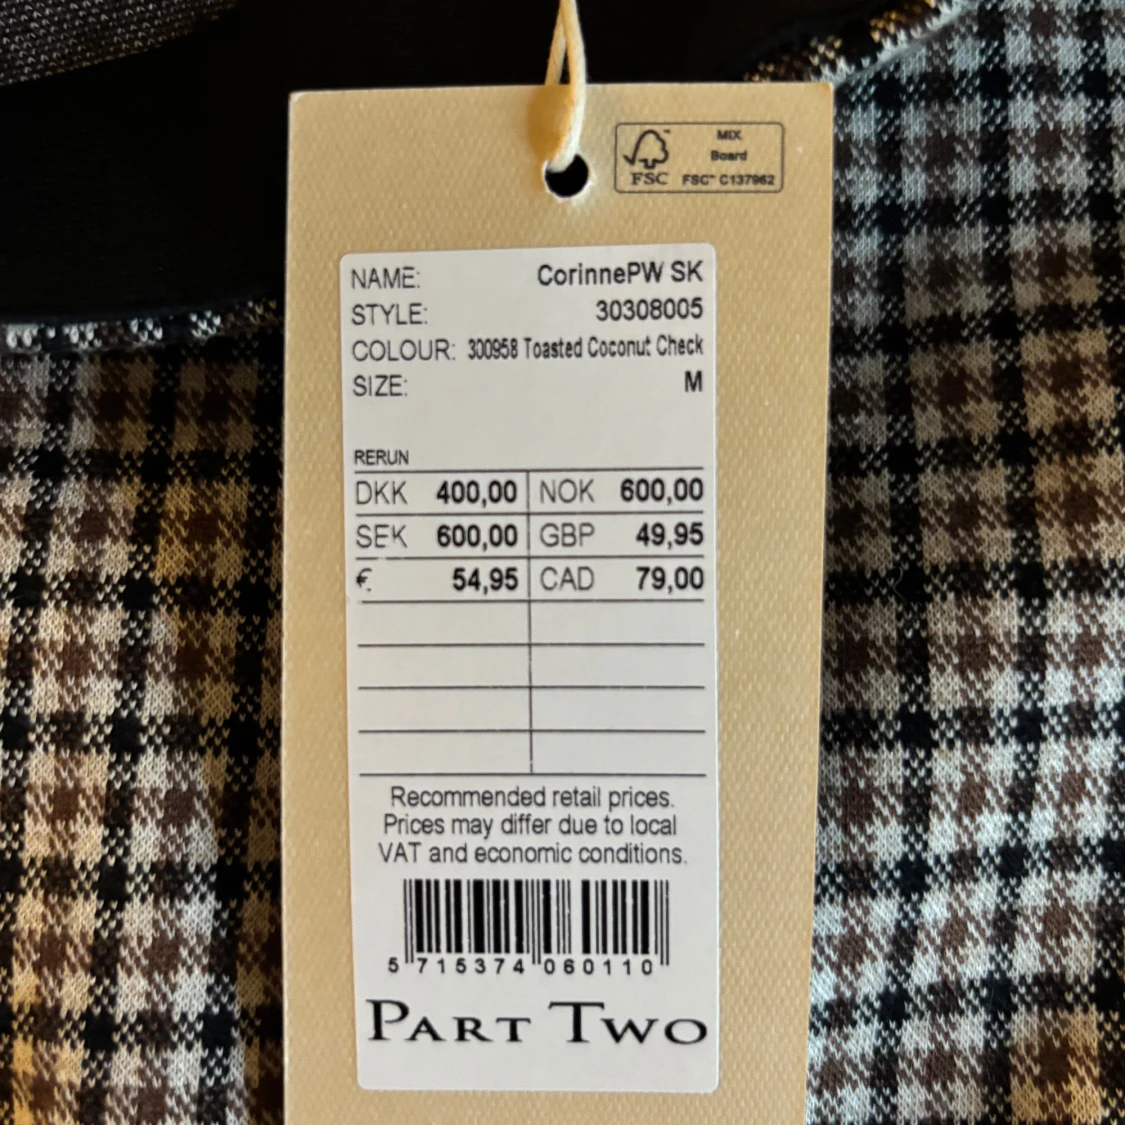 MIX
Board
FSC
FSC™ C137962
NAME: CorinnePW SK
STYLE: 30308005
COLOUR: 300958 Toasted Coconut Check
SIZE: M
RERUN
DKK 400,00 NOK 600,00
SEK 600,00 GBP 49,95
€ 54,95 CAD 79,00
Recommended retail prices.
Prices may differ due to local
VAT and economic conditions.
5 715374 060110
PART TWO